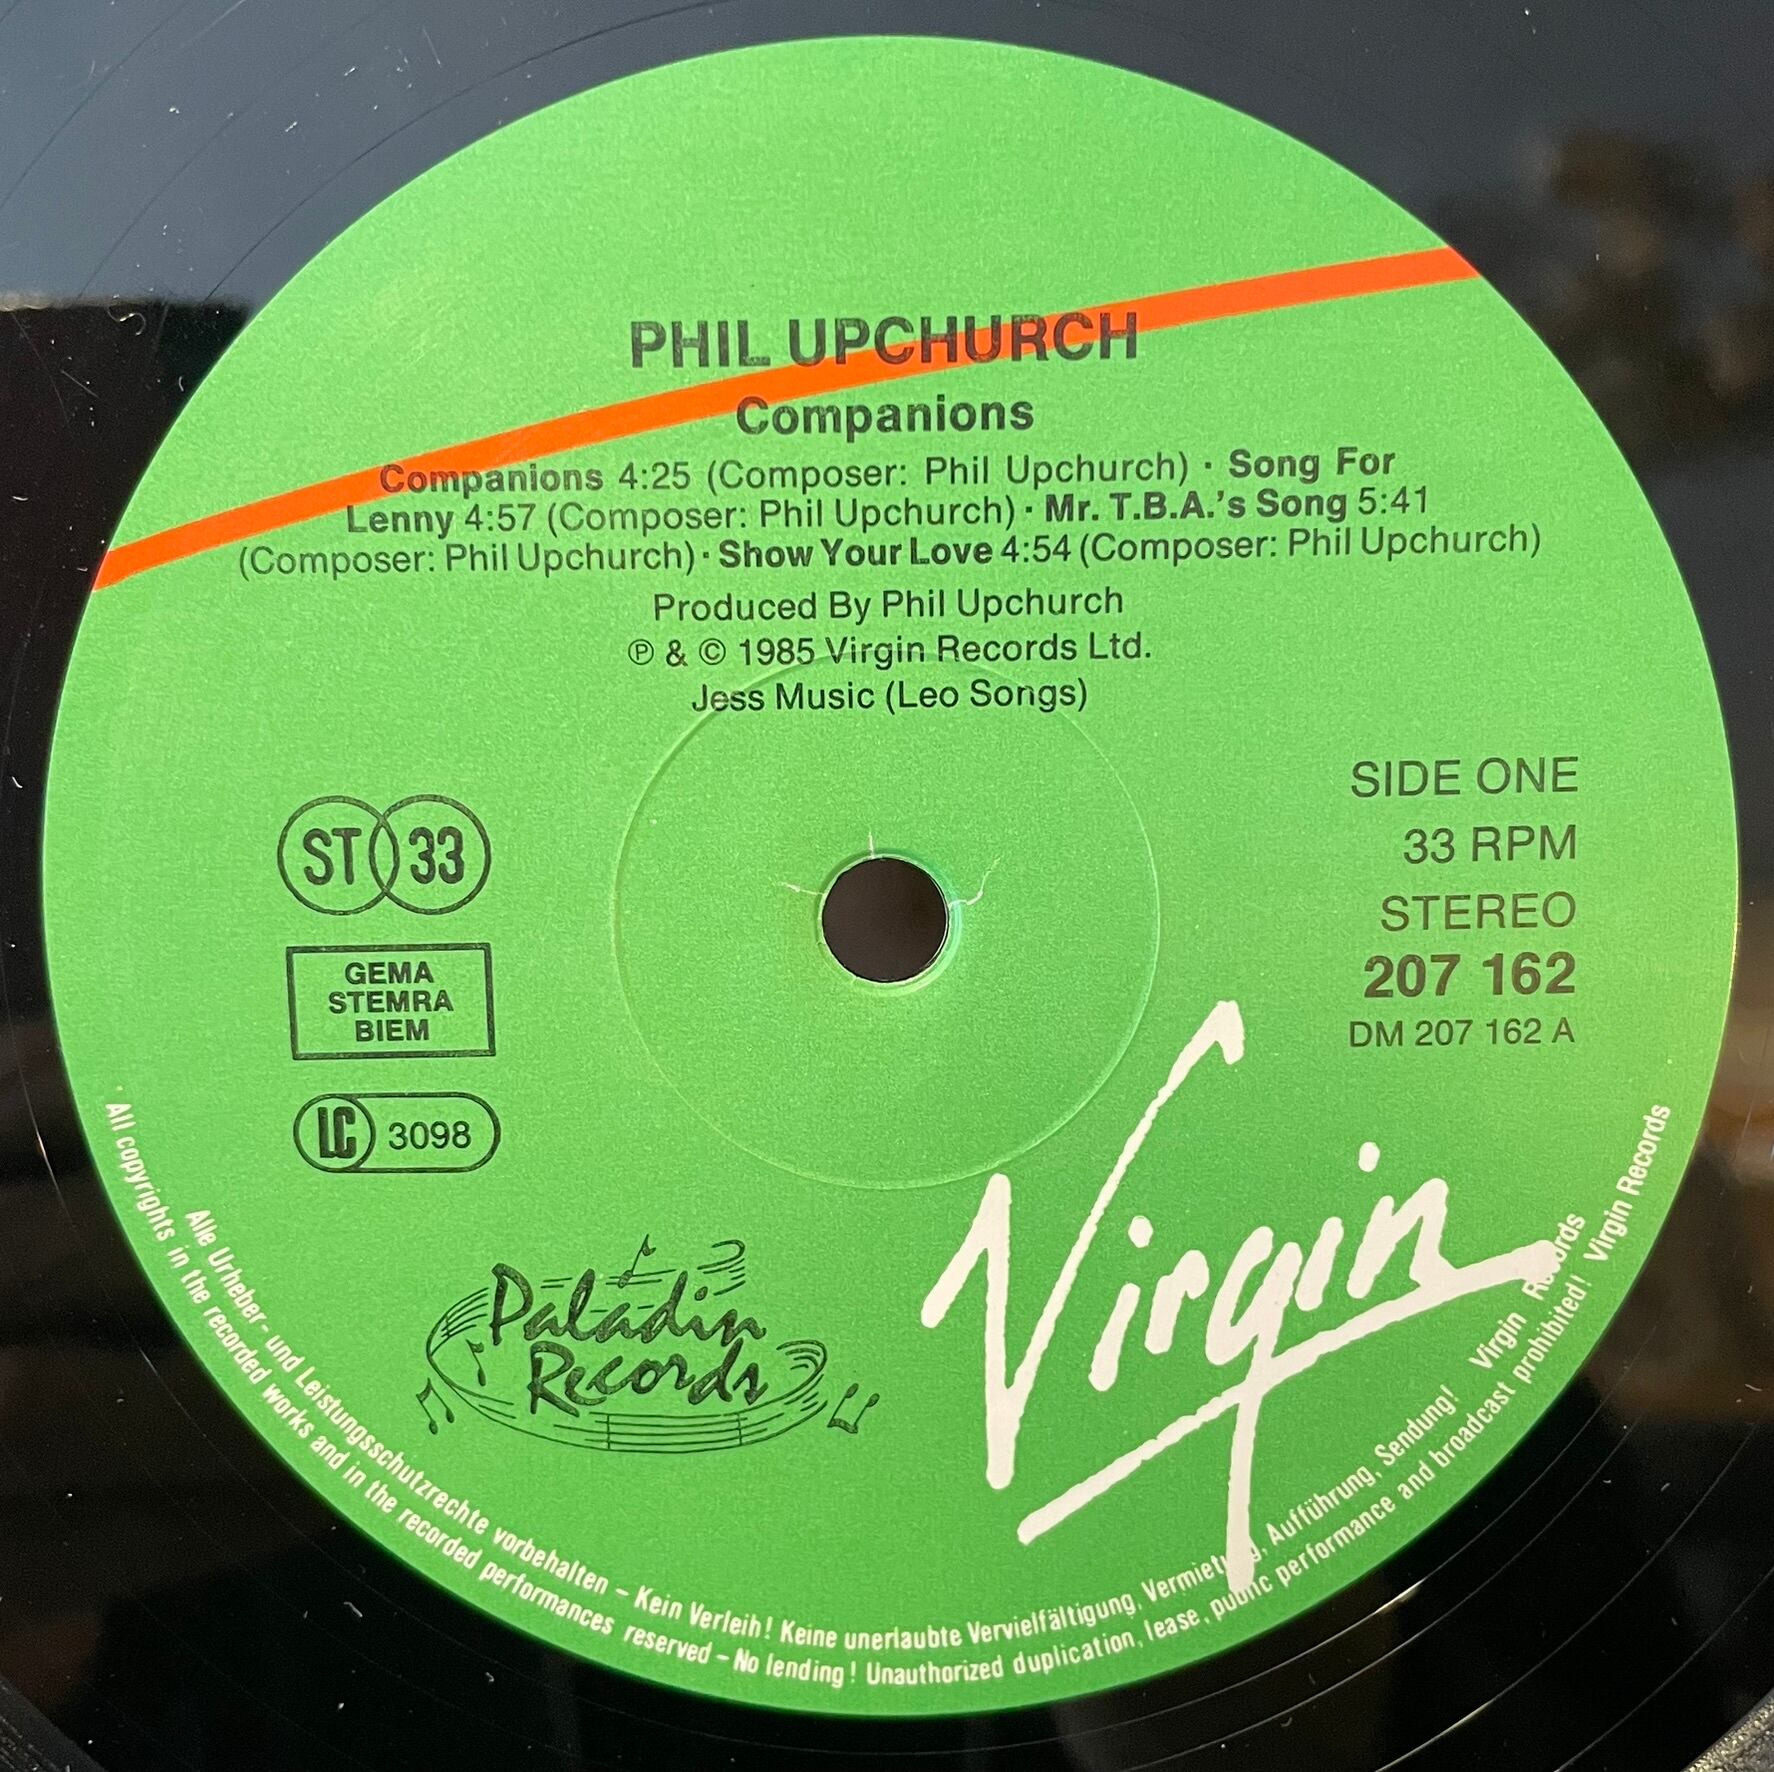 PHIL UPCHURCH
Companions
Companions 4:25 (Composer: Phil Upchurch) · Song For
Lenny 4:57 (Composer: Phil Upchurch) · Mr. T.B.A.'s Song 5:41
(Composer: Phil Upchurch) · Show Your Love 4:54 (Composer: Phil Upchurch)
Produced By Phil Upchurch
℗ & © 1985 Virgin Records Ltd.
Jess Music (Leo Songs)
SIDE ONE
33 RPM
STEREO
207 162
DM 207 162 A
ST 33
GEMA
STEMRA
BIEM
LC 3098
Paladin
Records
Virgin
Alle Urheber- und Leistungsschutzrechte vorbehalten – Kein Verleih! Keine unerlaubte Vervielfältigung, Vermietung, Aufführung, Sendung! Virgin Records
All copyrights in the recorded works and in the recorded performances reserved – No lending! Unauthorized duplication, lease, public performance and broadcast prohibited! Virgin Records